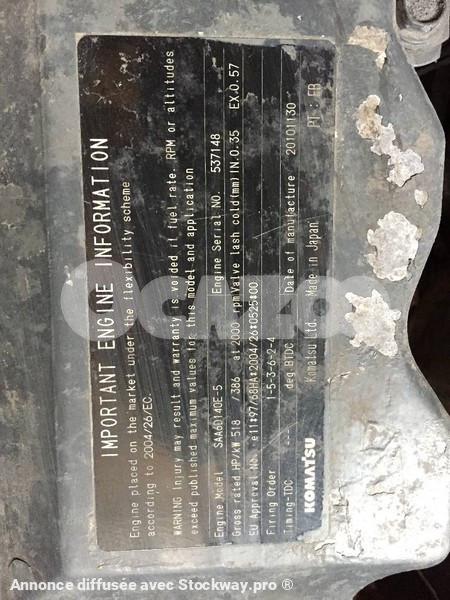 IMPORTANT ENGINE INFORMATION
Engine placed on the market under the flexibility scheme
according to 2004/26/EC.
WARNING Injury may result and warranty is voided if fuel rate. RPM or altitudes
exceed published maximum values for this model and application
Engine Model SAA6D140E-5 Engine Serial NO. 537148
Gross rated HP/kW 518 /386 at 2000 rpm Valve lash cold(mm) IN.0.35 EX.0.57
EU Approval No. e11*97/68HA*2004/26*0525*00
Firing Order 1-5-3-6-2-4
Timing-TDC deg.BTDC Date of manufacture 20101130
KOMATSU Komatsu Ltd. Made in Japan PT : FR
Annonce diffusée avec Stockway.pro ®